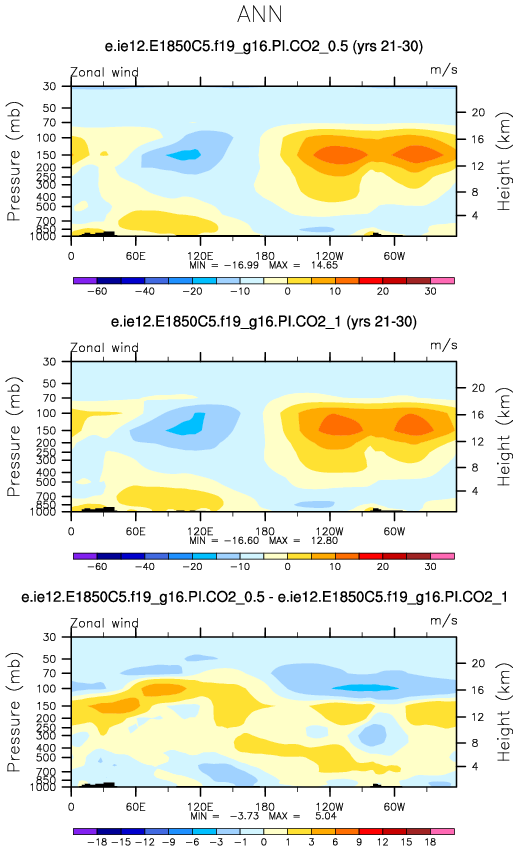 ANN
e.ie12.E1850C5.f19_g16.PI.CO2_0.5 (yrs 21-30)
Zonal wind m/s
Pressure (mb)
30
50
70
100
150
200
250
300
400
500
700
850
1000
20
16
12
8
4
Height (km)
0 60E 120E 180 120W 60W
MIN = -16.99 MAX = 14.65
-60 -40 -20 -10 0 5 10 20 30
e.ie12.E1850C5.f19_g16.PI.CO2_1 (yrs 21-30)
Zonal wind m/s
Pressure (mb)
30
50
70
100
150
200
250
300
400
500
700
850
1000
20
16
12
8
4
Height (km)
0 60E 120E 180 120W 60W
MIN = -16.60 MAX = 12.80
-60 -40 -20 -10 0 5 10 20 30
e.ie12.E1850C5.f19_g16.PI.CO2_0.5 - e.ie12.E1850C5.f19_g16.PI.CO2_1
Zonal wind m/s
Pressure (mb)
30
50
70
100
150
200
250
300
400
500
700
850
1000
20
16
12
8
4
Height (km)
0 60E 120E 180 120W 60W
MIN = -3.73 MAX = 5.04
-18 -15 -12 -9 -6 -3 -1 0 1 3 6 9 12 15 18